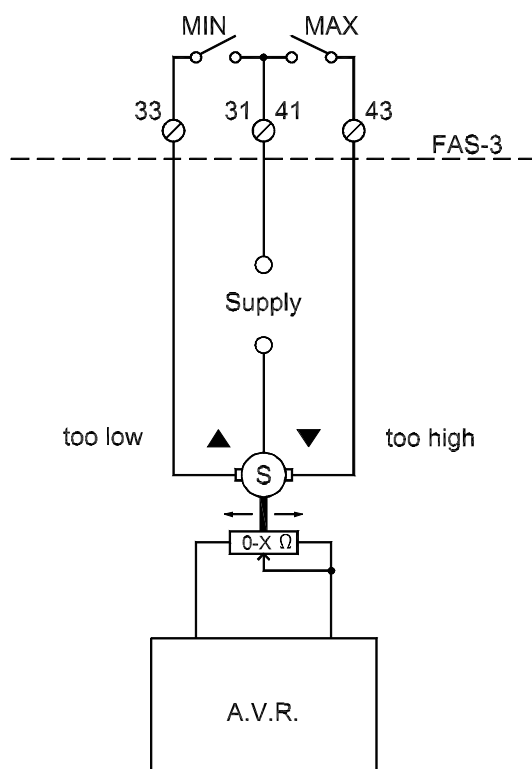 MIN MAX
33 31 41 43
FAS-3
Supply
too low too high
S
0-X Ω
A.V.R.